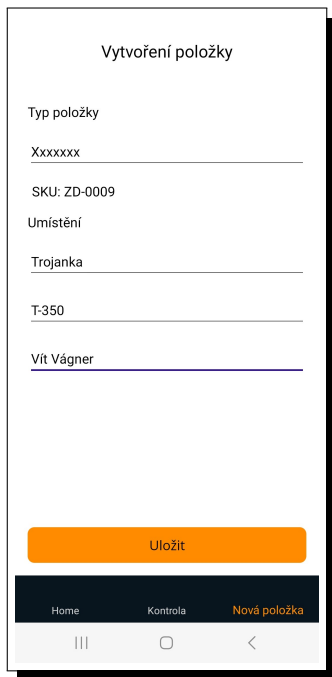 Vytvoření položky
Typ položky
Xxxxxxx
SKU: ZD-0009
Umístění
Trojanka
T-350
Vít Vágner
Uložit
Home Kontrola Nová položka